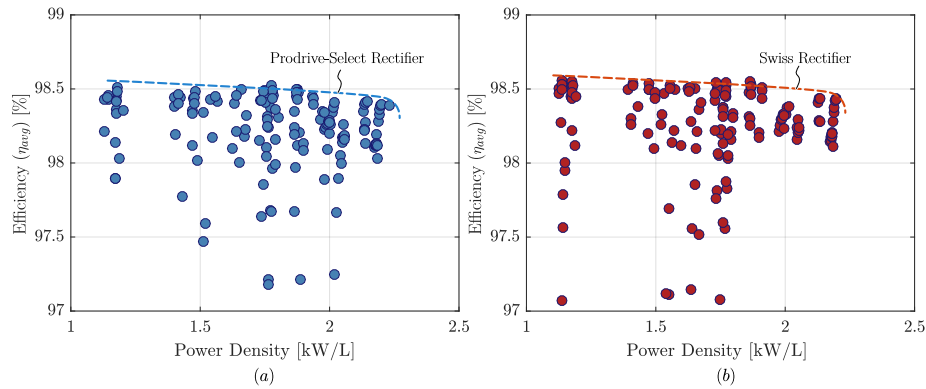 99
98.5
98
97.5
97
Efficiency (η_avg) [%]
Prodrive-Select Rectifier
1
1.5
2
2.5
Power Density [kW/L]
(a)
99
98.5
98
97.5
97
Efficiency (η_avg) [%]
Swiss Rectifier
1
1.5
2
2.5
Power Density [kW/L]
(b)